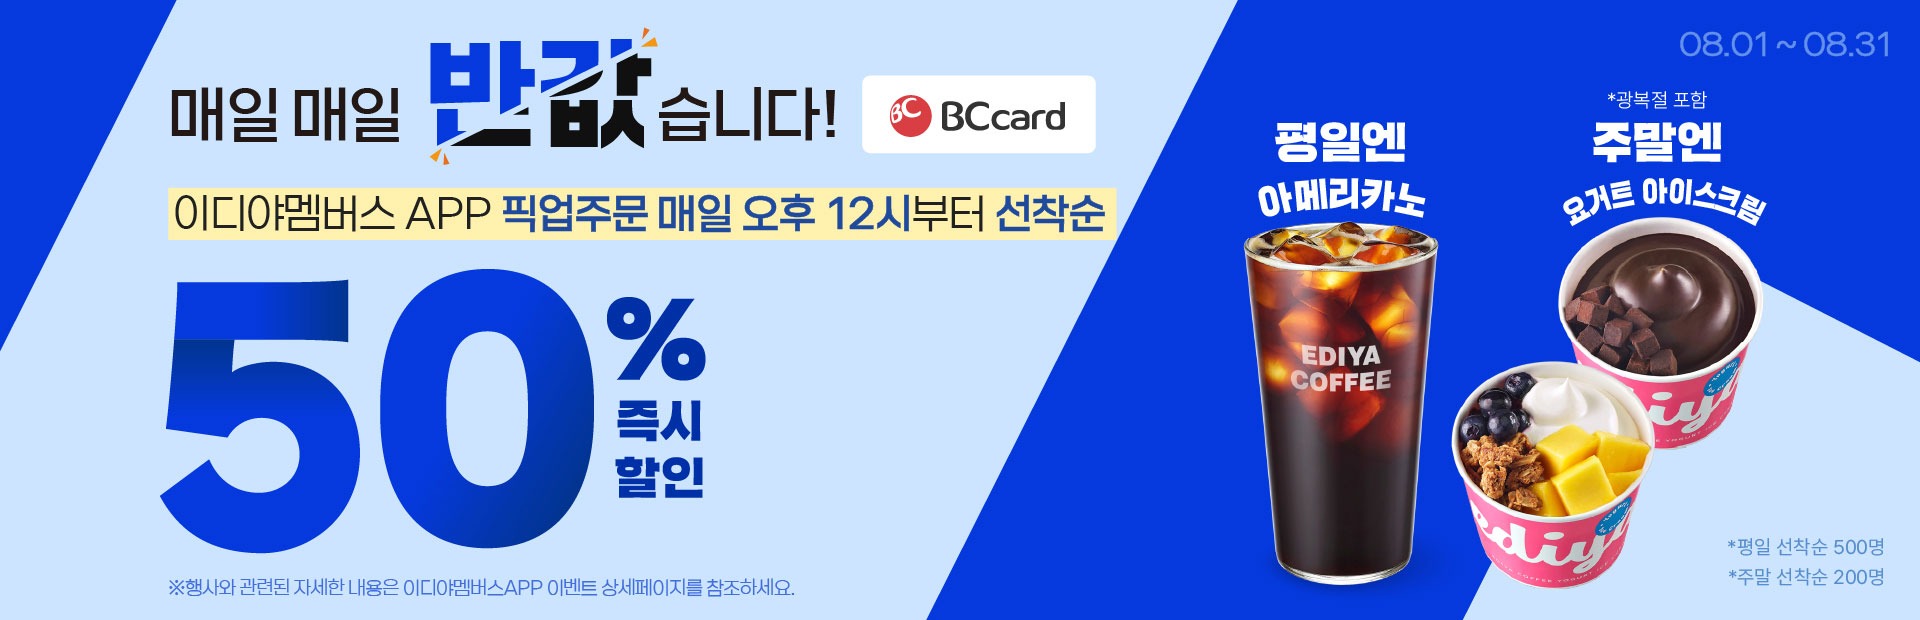 매일 매일 반값습니다!
BC BCcard
이디야멤버스 APP 픽업주문 매일 오후 12시부터 선착순
50%
즉시
할인
※행사와 관련된 자세한 내용은 이디야멤버스APP 이벤트 상세페이지를 참조하세요.
08.01 ~ 08.31
평일엔
아메리카노
*광복절 포함
주말엔
요거트 아이스크림
EDIYA
COFFEE
*평일 선착순 500명
*주말 선착순 200명